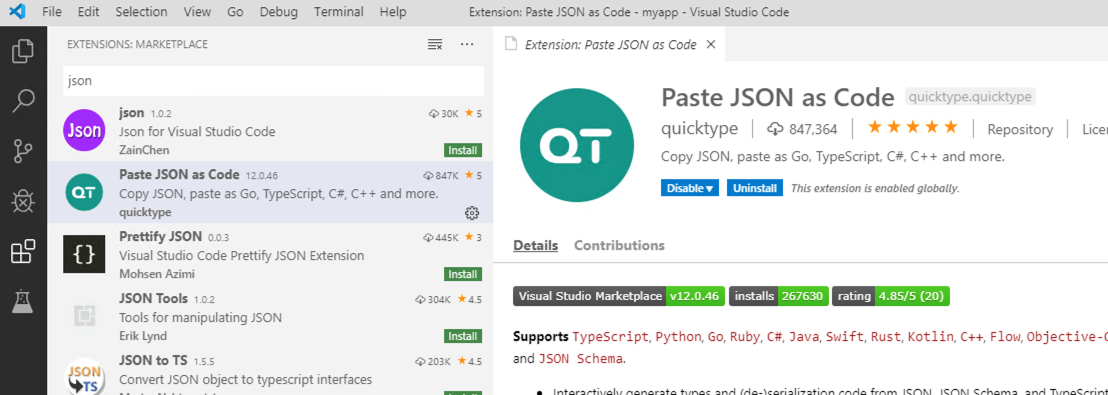 File Edit Selection View Go Debug Terminal Help Extension: Paste JSON as Code - myapp - Visual Studio Code
EXTENSIONS: MARKETPLACE
json
Json
json 1.0.2 30K ★ 5
Json for Visual Studio Code
ZainChen Install
QT
Paste JSON as Code 12.0.46 847K ★ 5
Copy JSON, paste as Go, TypeScript, C#, C++ and more.
quicktype
{ }
Prettify JSON 0.0.3 445K ★ 3
Visual Studio Code Prettify JSON Extension
Mohsen Azimi Install
JSON Tools 1.0.2 304K ★ 4.5
Tools for manipulating JSON
Erik Lynd Install
JSON
TS
JSON to TS 1.5.5 203K ★ 4.5
Convert JSON object to typescript interfaces
Extension: Paste JSON as Code ×
QT
Paste JSON as Code quicktype.quicktype
quicktype | 847,364 | ★★★★★ | Repository |
Copy JSON, paste as Go, TypeScript, C#, C++ and more.
Disable▼ Uninstall This extension is enabled globally.
Details Contributions
Visual Studio Marketplace v12.0.46 installs 267630 rating 4.85/5 (20)
Supports TypeScript, Python, Go, Ruby, C#, Java, Swift, Rust, Kotlin, C++, Flow, Objective-C
and JSON Schema.
• Interactively generate types and (de-)serialization code from JSON, JSON Schema, and TypeScript